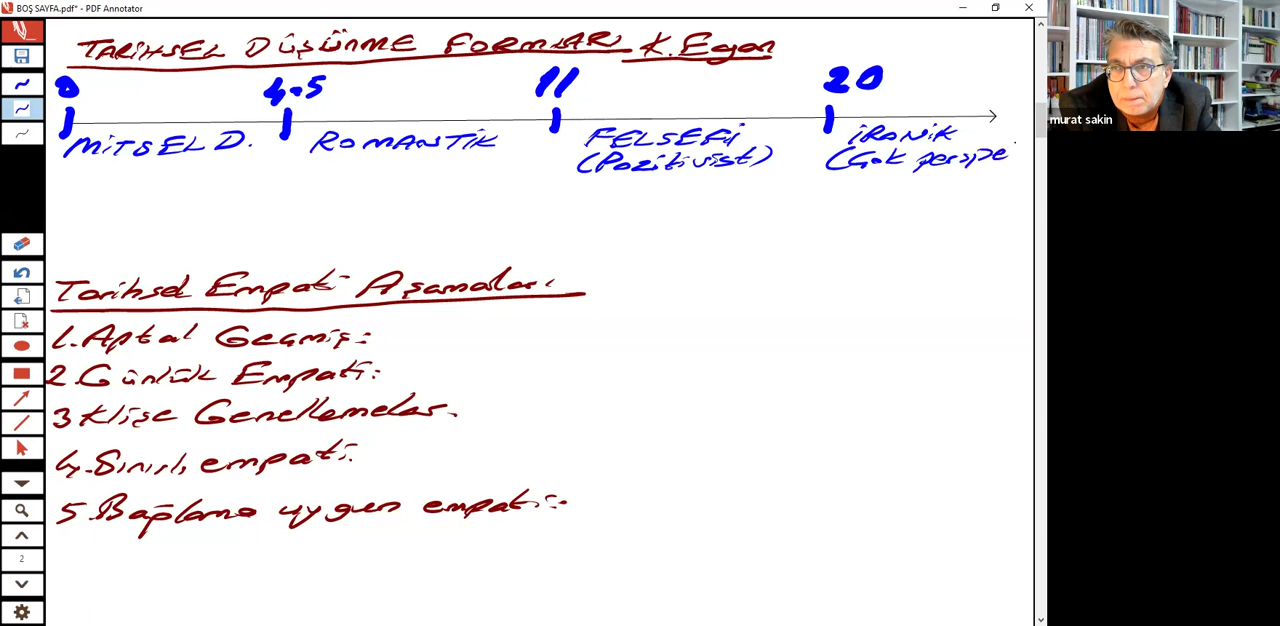 BOŞ SAYFA.pdf* - PDF Annotator
TARİHSEL DÜŞÜNME FORMLARI K. Egan
0 4-5 11 20
MİTSEL D. ROMANTİK FELSEFİ İRONİK
(Pozitivist) (Çok perspe
murat sakin
Tarihsel Empati Aşamaları
1. Aptal Geçmiş:
2. Günlük Empati:
3 Klişe Genellemeler.
4. Sınırlı empati:
5. Bağlama uygun empati:
2